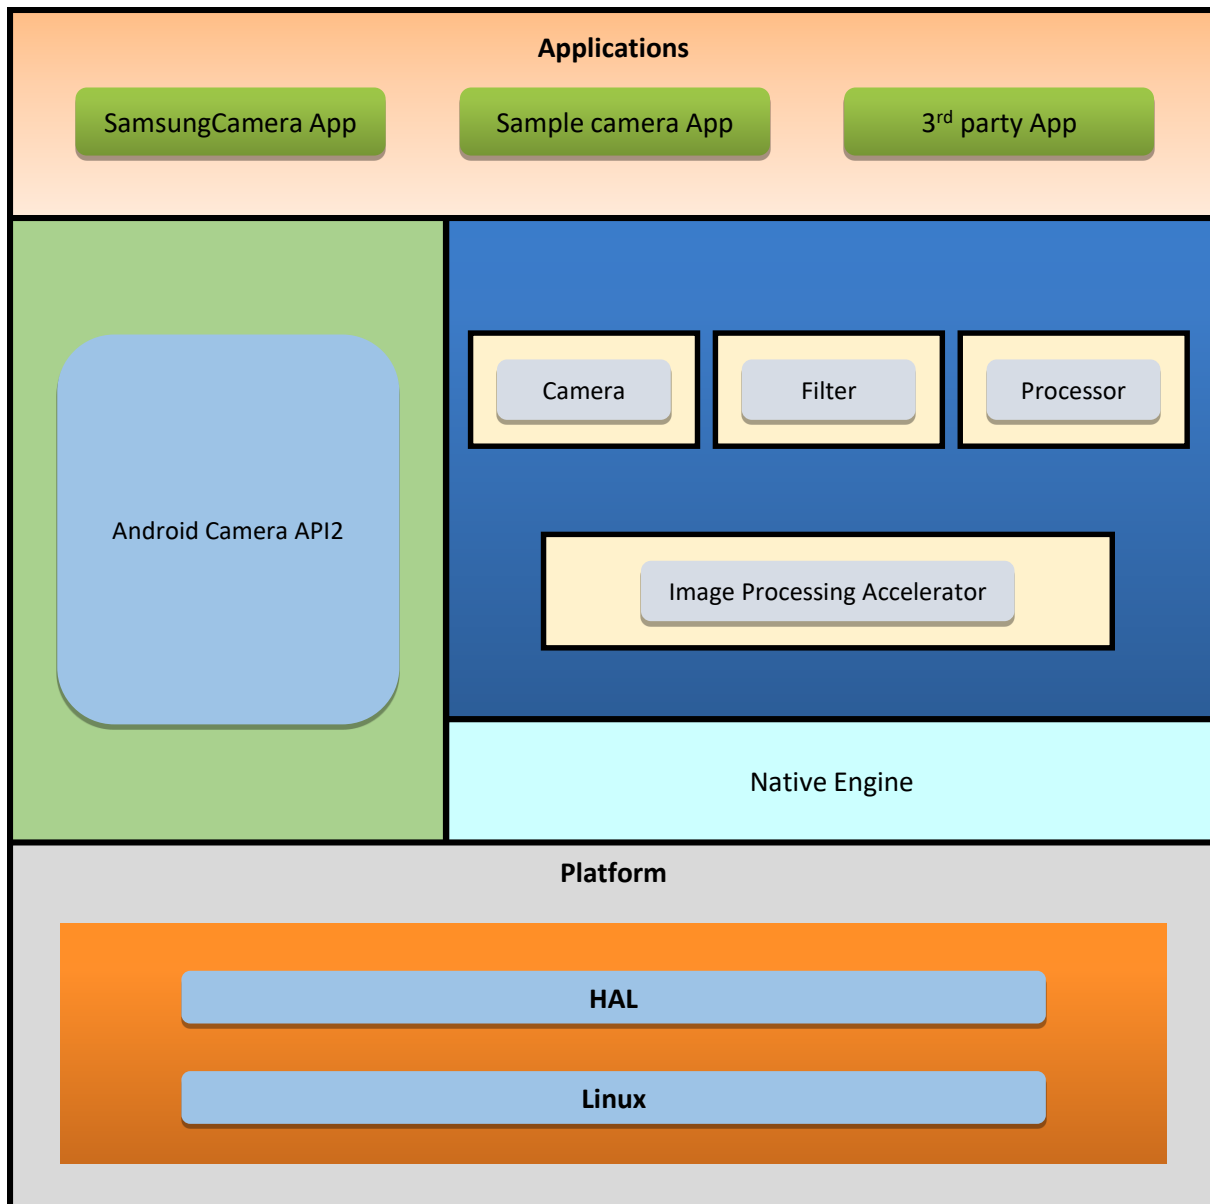 Applications
SamsungCamera App
Sample camera App
3rd party App
Camera
Filter
Processor
Android Camera API2
Image Processing Accelerator
Native Engine
Platform
HAL
Linux